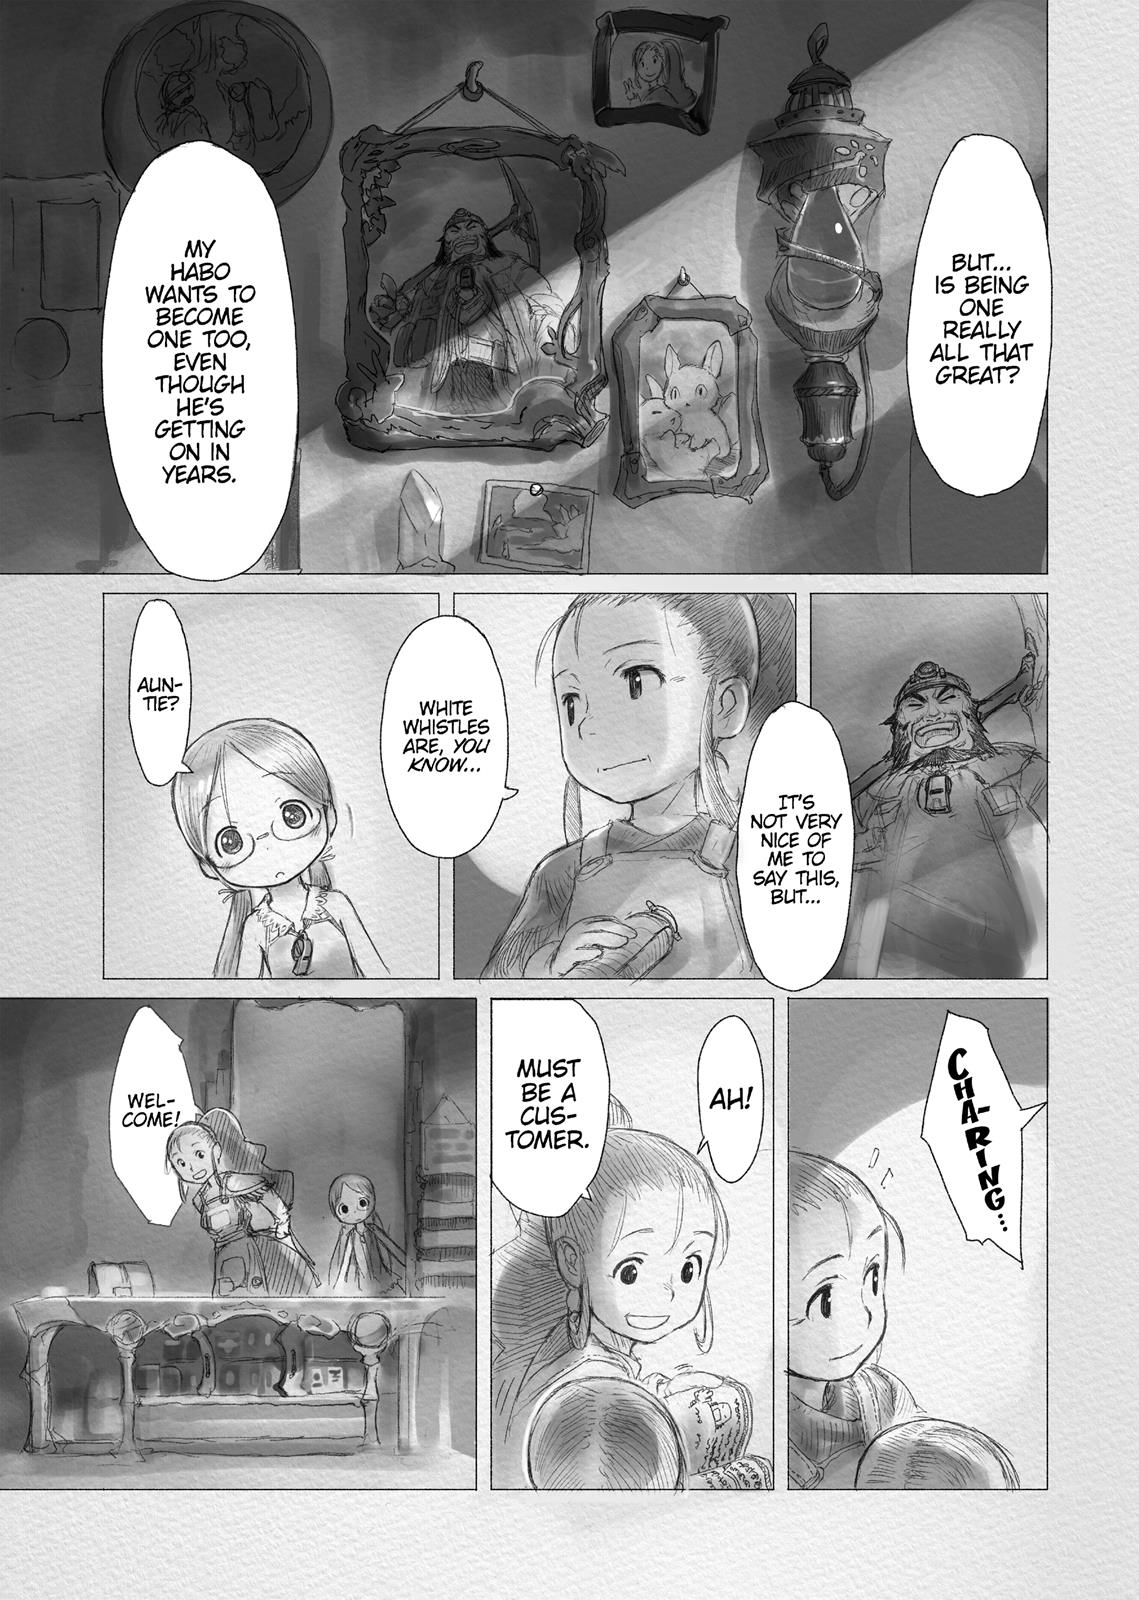 BUT...
IS BEING
ONE
REALLY
ALL THAT
GREAT?
MY
HABO
WANTS TO
BECOME
ONE TOO,
EVEN
THOUGH
HE'S
GETTING
ON IN
YEARS.
IT'S
NOT VERY
NICE OF
ME TO
SAY THIS,
BUT...
WHITE
WHISTLES
ARE, YOU
KNOW...
AUN-
TIE?
CHA-RING...
AH!
MUST
BE A
CUS-
TOMER.
WEL-
COME!